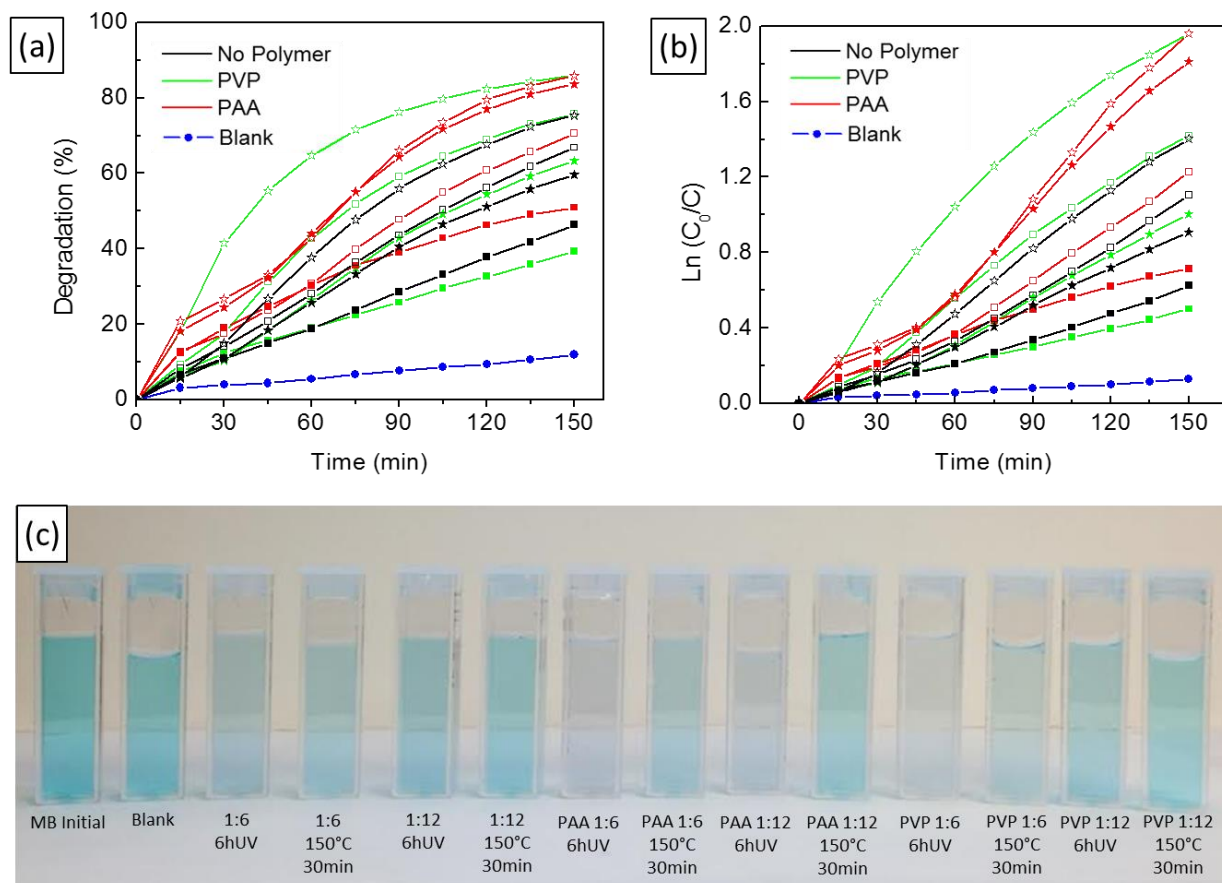 (a)
100
80
60
40
20
0
Degradation (%)
No Polymer
PVP
PAA
Blank
0 30 60 90 120 150
Time (min)
(b)
2.0
1.6
1.2
0.8
0.4
0.0
Ln (C₀/C)
No Polymer
PVP
PAA
Blank
0 30 60 90 120 150
Time (min)
(c)
MB Initial
Blank
1:6
6hUV
1:6
150°C
30min
1:12
6hUV
1:12
150°C
30min
PAA 1:6
6hUV
PAA 1:6
150°C
30min
PAA 1:12
6hUV
PAA 1:12
150°C
30min
PVP 1:6
6hUV
PVP 1:6
150°C
30min
PVP 1:12
6hUV
PVP 1:12
150°C
30min